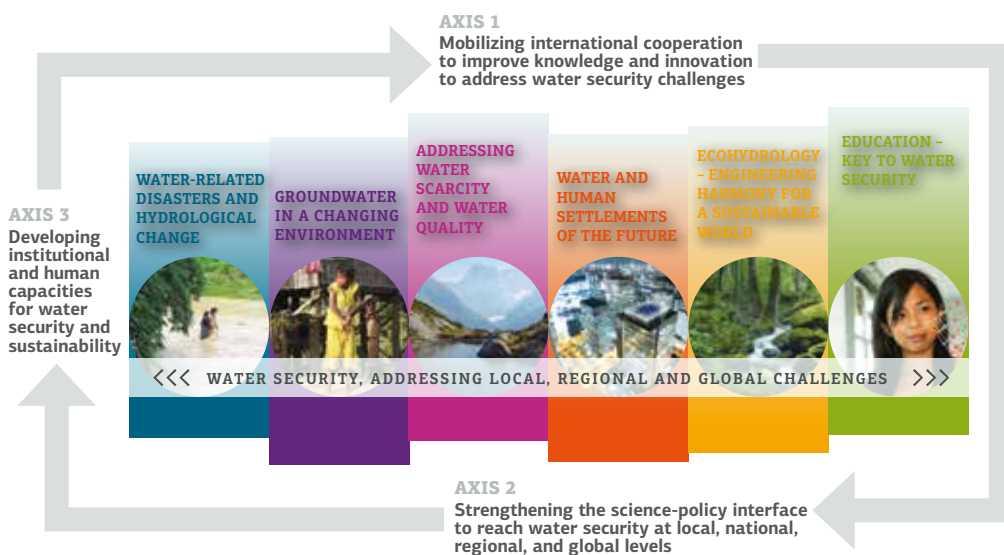 AXIS 1
Mobilizing international cooperation
to improve knowledge and innovation
to address water security challenges
AXIS 3
Developing
institutional
and human
capacities
for water
security and
sustainability
WATER-RELATED
DISASTERS AND
HYDROLOGICAL
CHANGE
GROUNDWATER
IN A CHANGING
ENVIRONMENT
ADDRESSING
WATER
SCARCITY
AND WATER
QUALITY
WATER AND
HUMAN
SETTLEMENTS
OF THE FUTURE
ECOHYDROLOGY
– ENGINEERING
HARMONY FOR
A SUSTAINABLE
WORLD
EDUCATION –
KEY TO WATER
SECURITY
<<< WATER SECURITY, ADDRESSING LOCAL, REGIONAL AND GLOBAL CHALLENGES >>>
AXIS 2
Strengthening the science-policy interface
to reach water security at local, national,
regional, and global levels